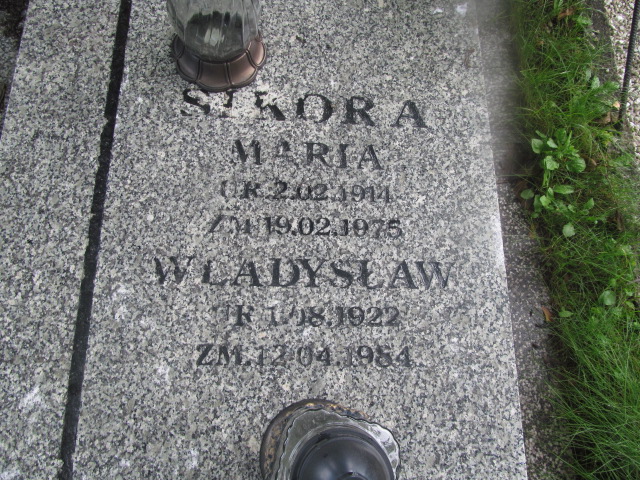 SIKORA
MARIA
UR.2.02.1914
ZM.19.02.1975
WŁADYSŁAW
UR 1.08.1922
ZM.12.04.1984